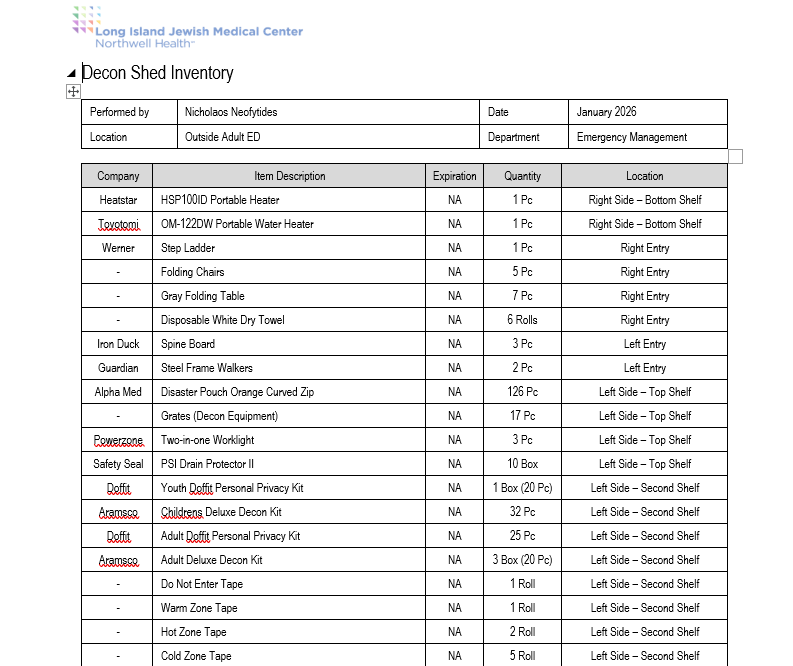 Long Island Jewish Medical Center
Northwell Health
Decon Shed Inventory
Performed by Nicholaos Neofytides Date January 2026
Location Outside Adult ED Department Emergency Management
Company Item Description Expiration Quantity Location
Heatstar HSP100ID Portable Heater NA 1 Pc Right Side – Bottom Shelf
Toyotomi OM-122DW Portable Water Heater NA 1 Pc Right Side – Bottom Shelf
Werner Step Ladder NA 1 Pc Right Entry
- Folding Chairs NA 5 Pc Right Entry
- Gray Folding Table NA 7 Pc Right Entry
- Disposable White Dry Towel NA 6 Rolls Right Entry
Iron Duck Spine Board NA 3 Pc Left Entry
Guardian Steel Frame Walkers NA 2 Pc Left Entry
Alpha Med Disaster Pouch Orange Curved Zip NA 126 Pc Left Side – Top Shelf
- Grates (Decon Equipment) NA 17 Pc Left Side – Top Shelf
Powerzone Two-in-one Worklight NA 3 Pc Left Side – Top Shelf
Safety Seal PSI Drain Protector II NA 10 Box Left Side – Top Shelf
Doffit Youth Doffit Personal Privacy Kit NA 1 Box (20 Pc) Left Side – Second Shelf
Aramsco Childrens Deluxe Decon Kit NA 32 Pc Left Side – Second Shelf
Doffit Adult Doffit Personal Privacy Kit NA 25 Pc Left Side – Second Shelf
Aramsco Adult Deluxe Decon Kit NA 3 Box (20 Pc) Left Side – Second Shelf
- Do Not Enter Tape NA 1 Roll Left Side – Second Shelf
- Warm Zone Tape NA 1 Roll Left Side – Second Shelf
- Hot Zone Tape NA 2 Roll Left Side – Second Shelf
- Cold Zone Tape NA 5 Roll Left Side – Second Shelf